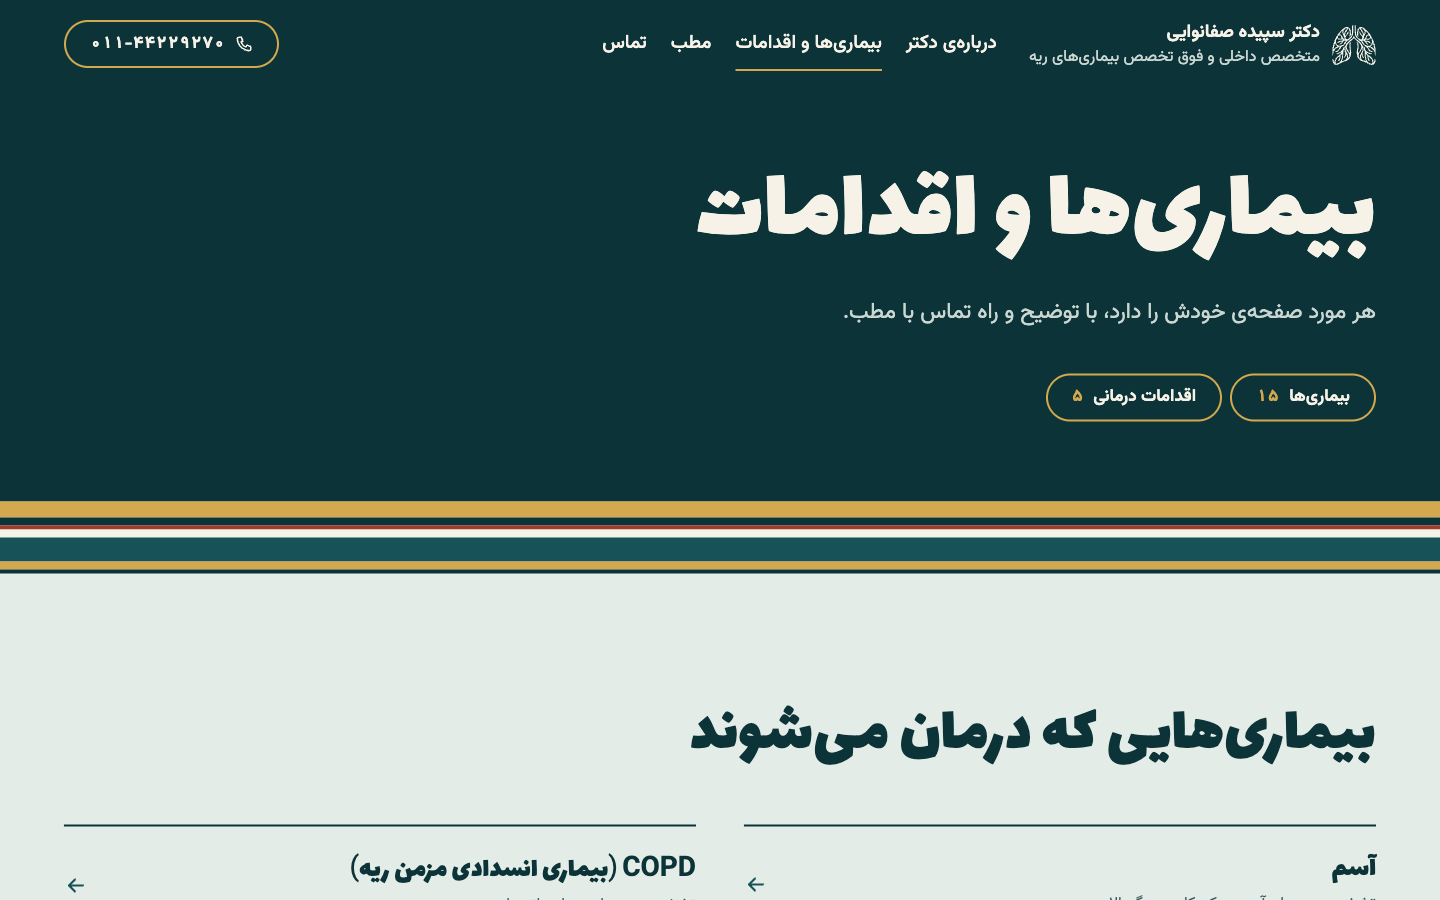 دکتر سپیده صفانوایی
متخصص داخلی و فوق تخصص بیماری‌های ریه
درباره‌ی دکتر
بیماری‌ها و اقدامات
مطب
تماس
۰۱۱-۴۴۲۲۹۲۷۰
بیماری‌ها و اقدامات
هر مورد صفحه‌ی خودش را دارد، با توضیح و راه تماس با مطب.
بیماری‌ها ۱۵
اقدامات درمانی ۵
بیماری‌هایی که درمان می‌شوند
آسم
COPD (بیماری انسدادی مزمن ریه)